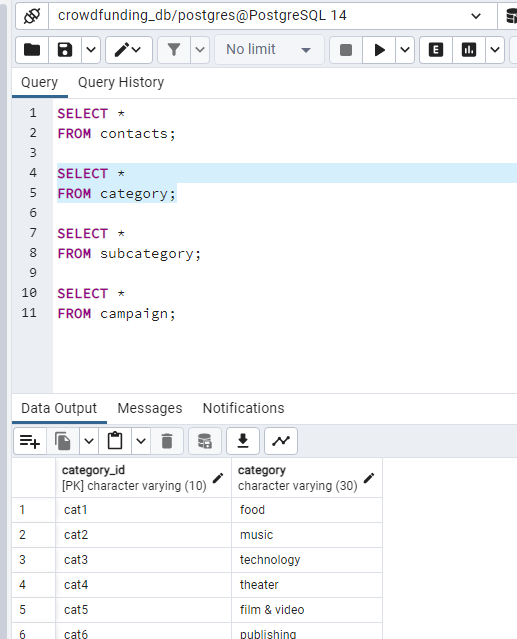 crowdfunding_db/postgres@PostgreSQL 14
No limit
E
Query Query History
1 SELECT *
2 FROM contacts;
3
4 SELECT *
5 FROM category;
6
7 SELECT *
8 FROM subcategory;
9
10 SELECT *
11 FROM campaign;
Data Output Messages Notifications
category_id category
[PK] character varying (10) character varying (30)
1 cat1 food
2 cat2 music
3 cat3 technology
4 cat4 theater
5 cat5 film & video
6 cat6 publishing